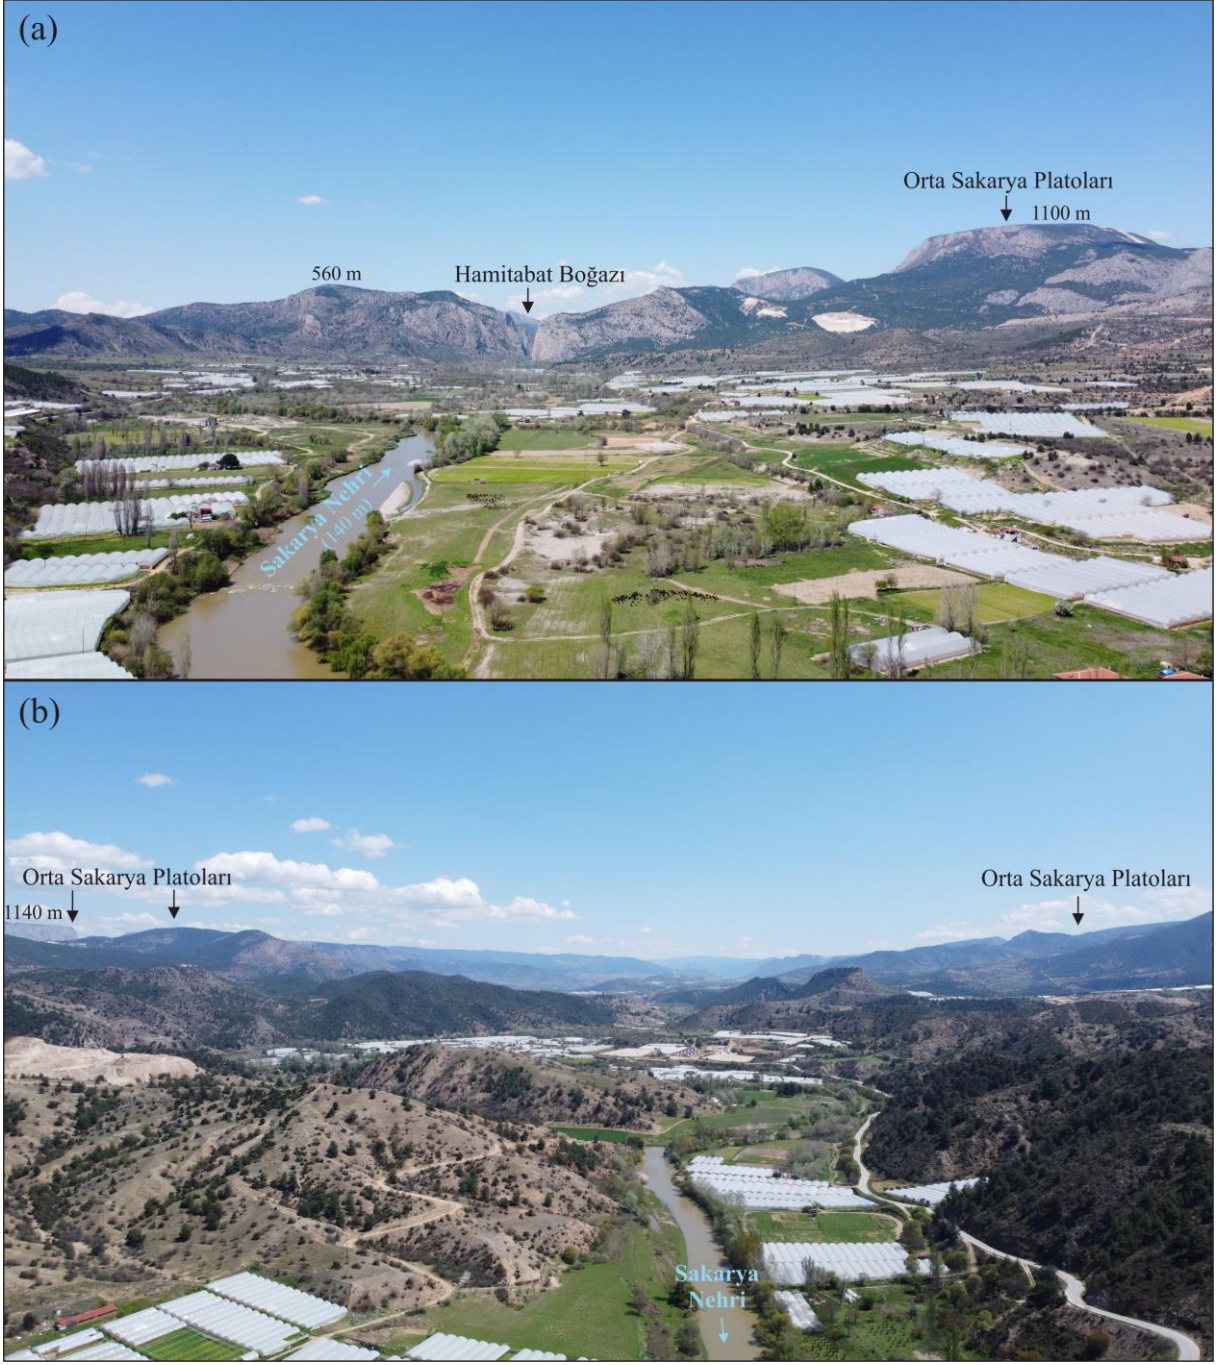 (a)
Orta Sakarya Platoları
1100 m
560 m
Hamitabat Boğazı
Sakarya Nehri
(140 m)
(b)
Orta Sakarya Platoları
Orta Sakarya Platoları
1140 m
Sakarya
Nehri